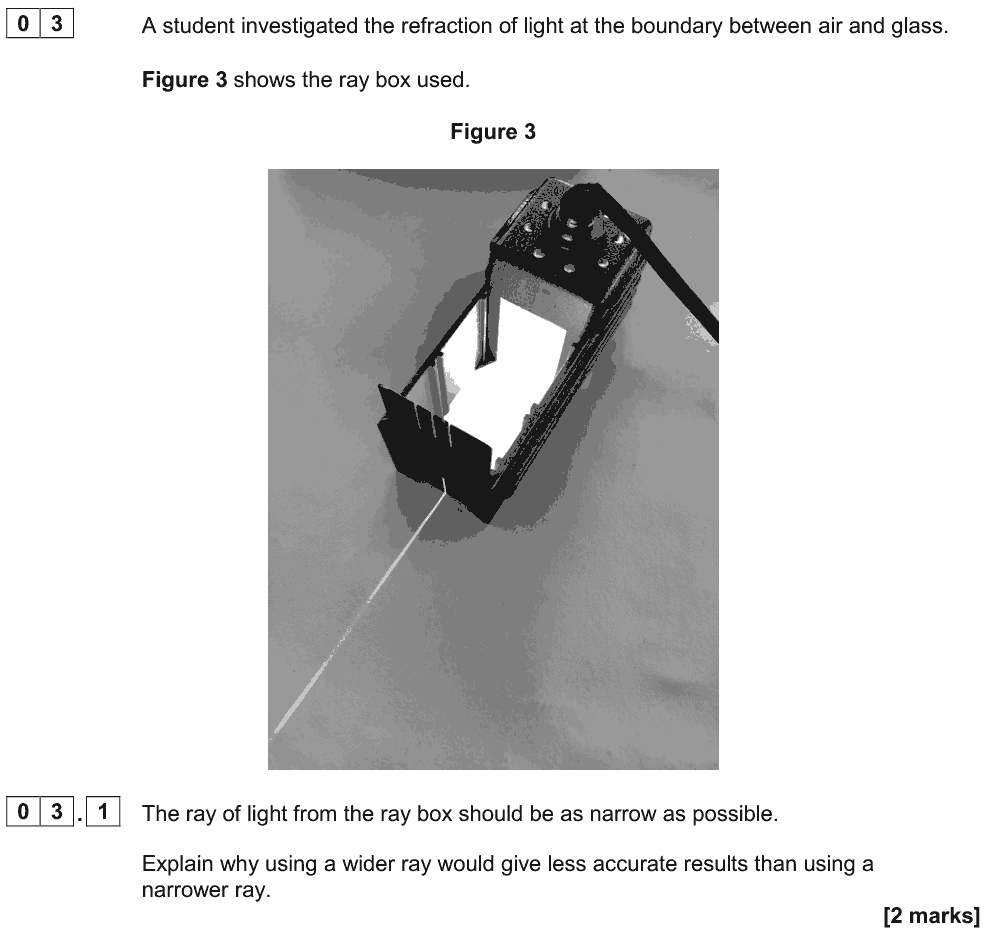 0 3 A student investigated the refraction of light at the boundary between air and glass.
Figure 3 shows the ray box used.
Figure 3
0 3 . 1 The ray of light from the ray box should be as narrow as possible.
Explain why using a wider ray would give less accurate results than using a
narrower ray.
[2 marks]